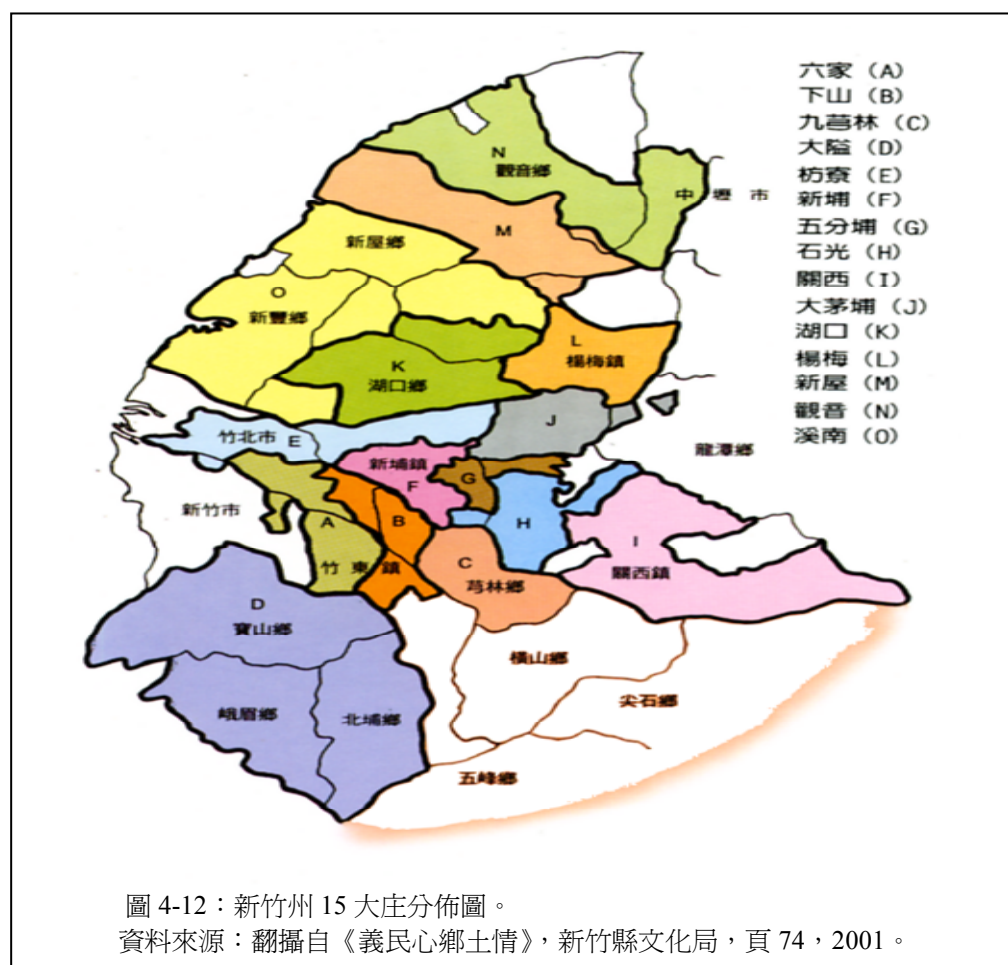 六家 (A)
下山 (B)
九芎林 (C)
大隘 (D)
枋寮 (E)
新埔 (F)
五分埔 (G)
石光 (H)
關西 (I)
大茅埔 (J)
湖口 (K)
楊梅 (L)
新屋 (M)
觀音 (N)
溪南 (O)
N
觀音鄉
中壢市
M
新屋鄉
O
新豐鄉
L
楊梅鎮
K
湖口鄉
J
竹北市
E
龍潭鄉
新埔鎮
F
G
新竹市
A
B
H
I
竹東鎮
C
芎林鄉
關西鎮
D
寶山鄉
橫山鄉
尖石鄉
峨眉鄉
北埔鄉
五峰鄉
圖 4-12：新竹州 15 大庄分佈圖。
資料來源：翻攝自《義民心鄉土情》，新竹縣文化局，頁 74，2001。